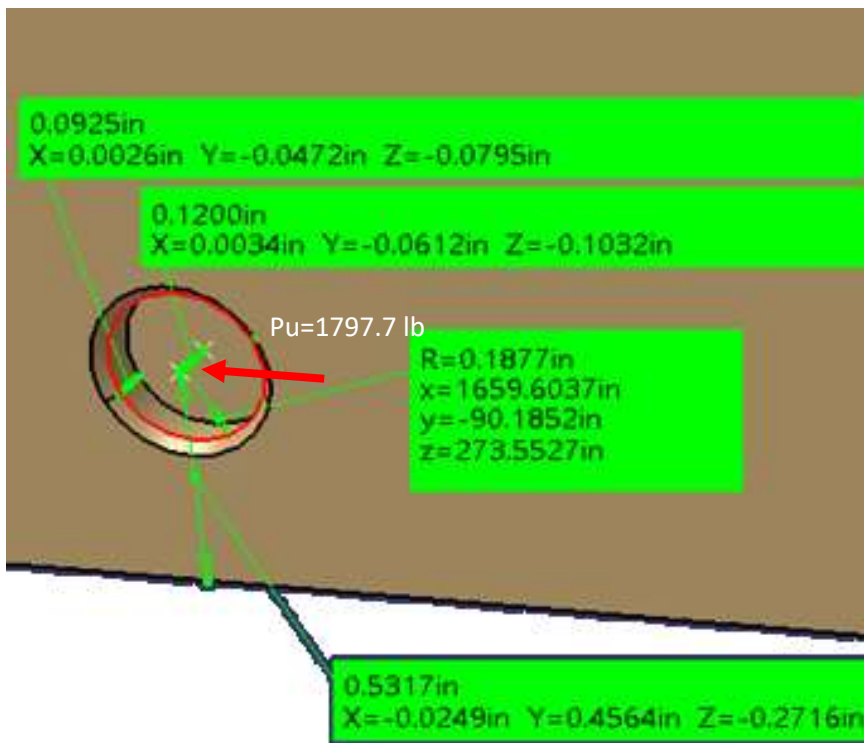 0.0925in
X=0.0026in Y=-0.0472in Z=-0.0795in
0.1200in
X=0.0034in Y=-0.0612in Z=-0.1032in
Pu=1797.7 lb
R=0.1877in
x=1659.6037in
y=-90.1852in
z=273.5527in
0.5317in
X=-0.0249in Y=0.4564in Z=-0.2716in